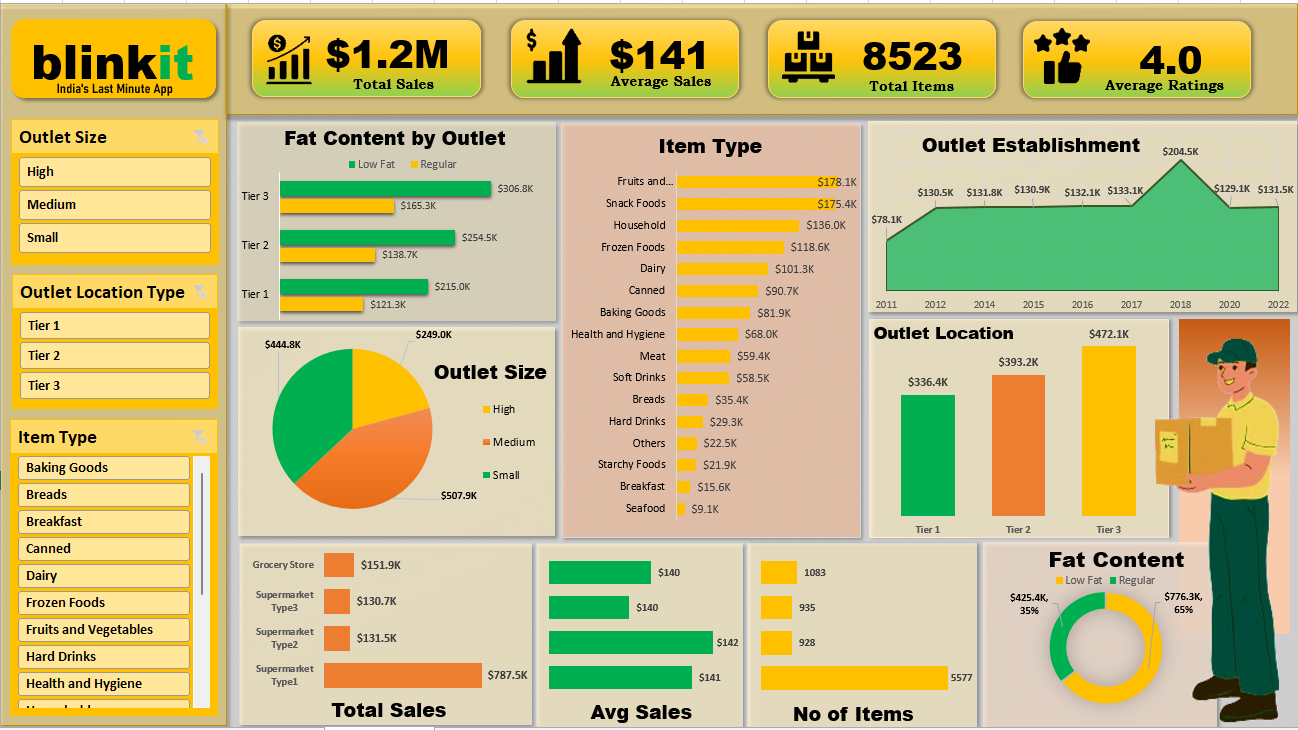 blinkit
India's Last Minute App
$1.2M
Total Sales
$141
Average Sales
8523
Total Items
4.0
Average Ratings
Outlet Size
High
Medium
Small
Outlet Location Type
Tier 1
Tier 2
Tier 3
Item Type
Baking Goods
Breads
Breakfast
Canned
Dairy
Frozen Foods
Fruits and Vegetables
Hard Drinks
Health and Hygiene
Fat Content by Outlet
Low Fat Regular
Tier 3 $306.8K
$165.3K
Tier 2 $254.5K
$138.7K
Tier 1 $215.0K
$121.3K
Outlet Size
$444.8K
$249.0K
$507.9K
High
Medium
Small
Item Type
Fruits and... $178.1K
Snack Foods $175.4K
Household $136.0K
Frozen Foods $118.6K
Dairy $101.3K
Canned $90.7K
Baking Goods $81.9K
Health and Hygiene $68.0K
Meat $59.4K
Soft Drinks $58.5K
Breads $35.4K
Hard Drinks $29.3K
Others $22.5K
Starchy Foods $21.9K
Breakfast $15.6K
Seafood $9.1K
Outlet Establishment
$78.1K $130.5K $131.8K $130.9K $132.1K $133.1K $204.5K $129.1K $131.5K
2011 2012 2014 2015 2016 2017 2018 2020 2022
Outlet Location
$336.4K $393.2K $472.1K
Tier 1 Tier 2 Tier 3
Grocery Store $151.9K
Supermarket
Type3 $130.7K
Supermarket
Type2 $131.5K
Supermarket
Type1 $787.5K
Total Sales
$140
$140
$142
$141
Avg Sales
1083
935
928
5577
No of Items
Fat Content
Low Fat Regular
$425.4K,
35%
$776.3K,
65%